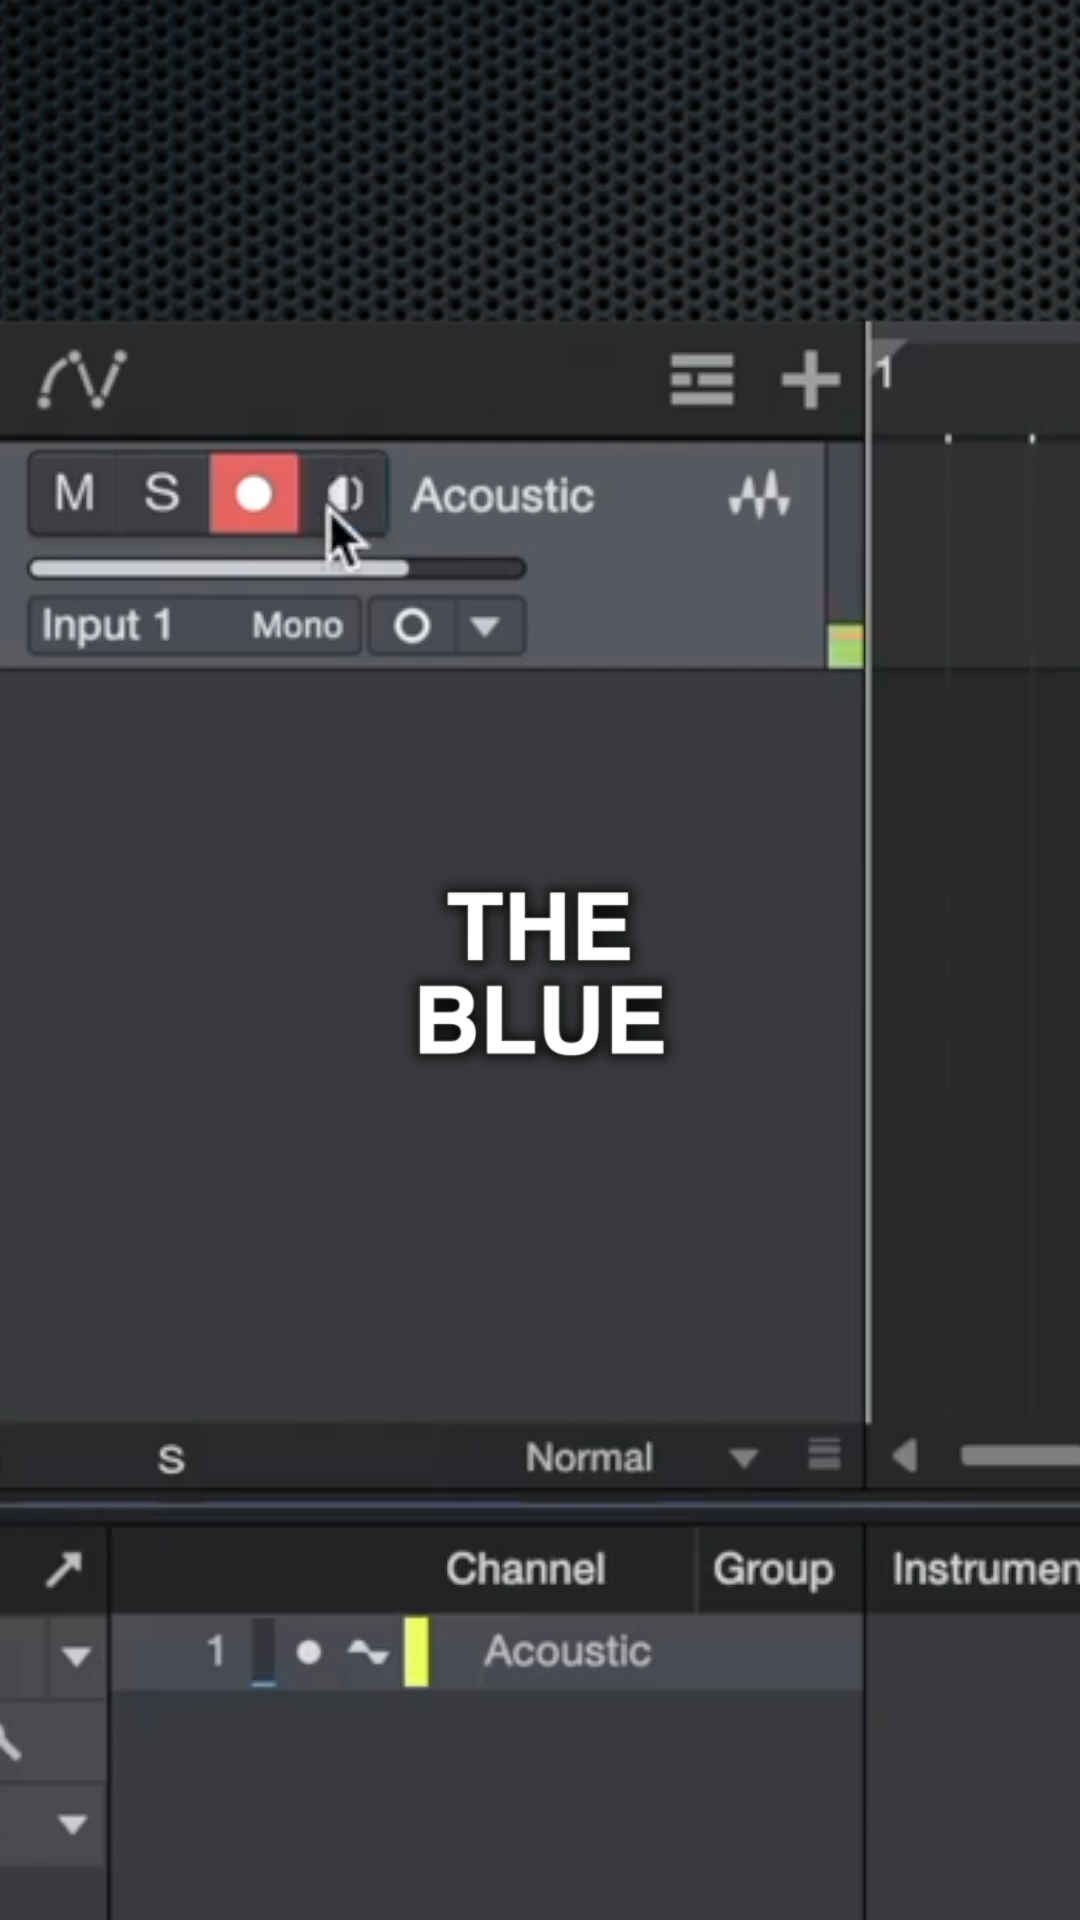 1
M S Acoustic
Input 1 Mono
THE
BLUE
S Normal
Channel Group Instrumen
1 Acoustic